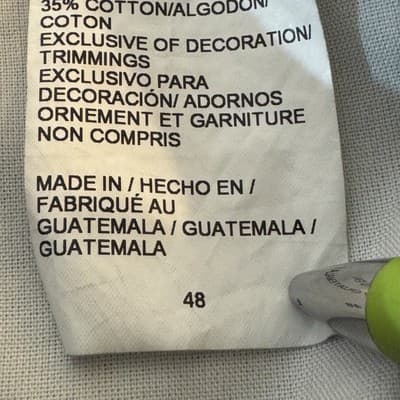 35% COTTON/ALGODÓN/
COTON
EXCLUSIVE OF DECORATION/
TRIMMINGS
EXCLUSIVO PARA
DECORACIÓN/ ADORNOS
ORNEMENT ET GARNITURE
NON COMPRIS
MADE IN / HECHO EN /
FABRIQUÉ AU
GUATEMALA / GUATEMALA /
GUATEMALA
48